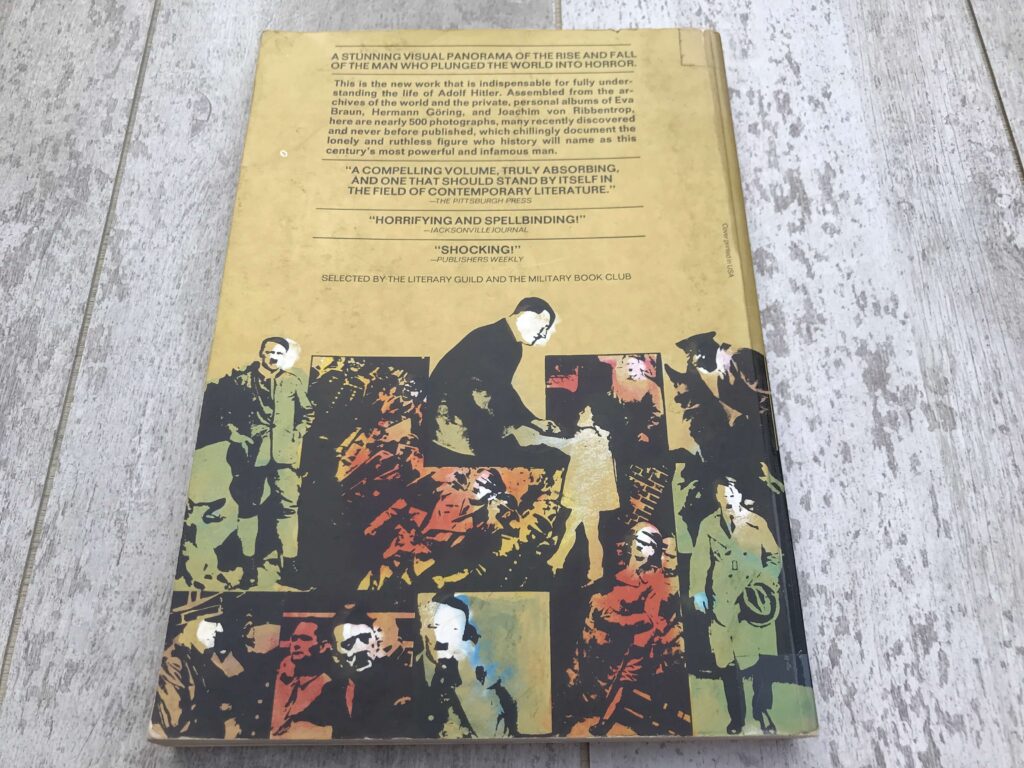 A STUNNING VISUAL PANORAMA OF THE RISE AND FALL
OF THE MAN WHO PLUNGED THE WORLD INTO HORROR.
This is the new work that is indispensable for fully under-
standing the life of Adolf Hitler. Assembled from the ar-
chives of the world and the private, personal albums of Eva
Braun, Hermann Göring, and Joachim von Ribbentrop,
here are nearly 500 photographs, many recently discovered
and never before published, which chillingly document the
lonely and ruthless figure who history will name as this
century's most powerful and infamous man.
"A COMPELLING VOLUME, TRULY ABSORBING,
AND ONE THAT SHOULD STAND BY ITSELF IN
THE FIELD OF CONTEMPORARY LITERATURE."
—THE PITTSBURGH PRESS
"HORRIFYING AND SPELLBINDING!"
—JACKSONVILLE JOURNAL
"SHOCKING!"
—PUBLISHERS WEEKLY
SELECTED BY THE LITERARY GUILD AND THE MILITARY BOOK CLUB
Cover printed in USA